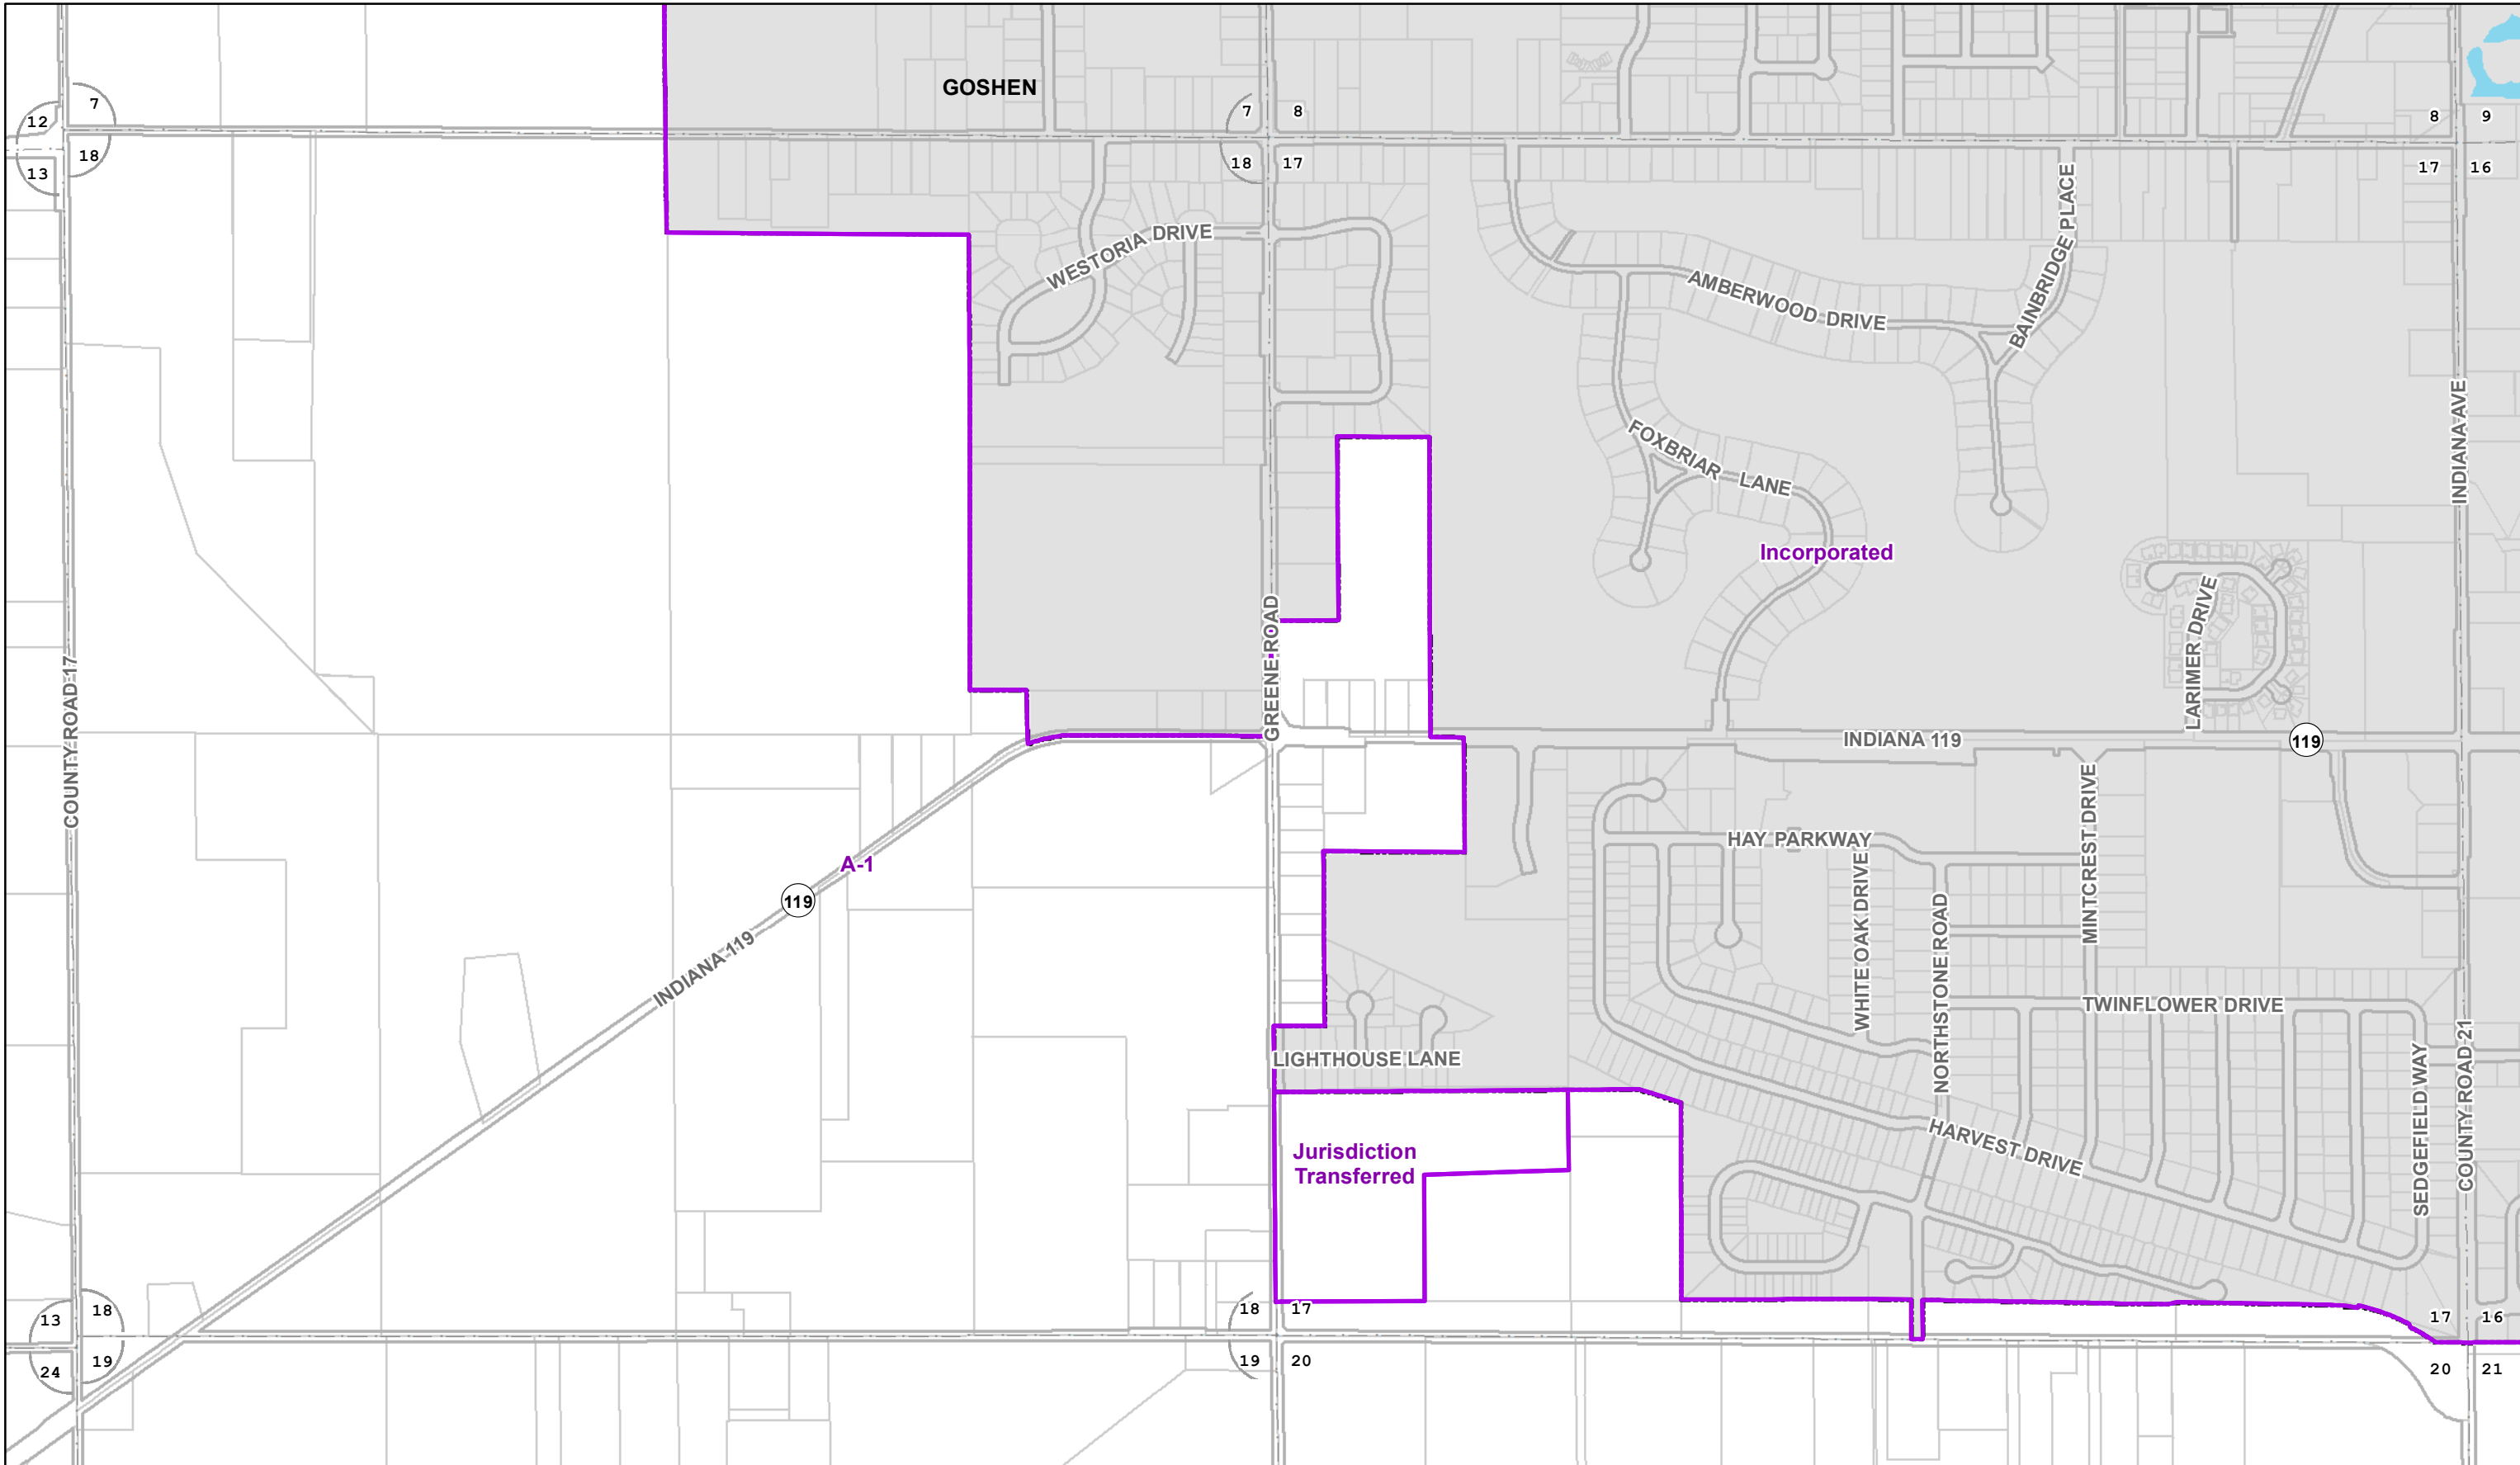 GOSHEN
7
12
18
13
7
8
18
17
8
9
17
16
WESTORIA DRIVE
AMBERWOOD DRIVE
BAINBRIDGE PLACE
INDIANA AVE
FOXBRIAR LANE
Incorporated
GREENE ROAD
LARIMER DRIVE
COUNTY ROAD 17
INDIANA 119
119
HAY PARKWAY
MINTCREST DRIVE
WHITE OAK DRIVE
A-1
119
INDIANA 119
NORTHSTONE ROAD
TWINFLOWER DRIVE
LIGHTHOUSE LANE
SEDGEFIELD WAY
COUNTY ROAD 21
HARVEST DRIVE
Jurisdiction
Transferred
13
18
24
19
18
17
19
20
17
16
20
21